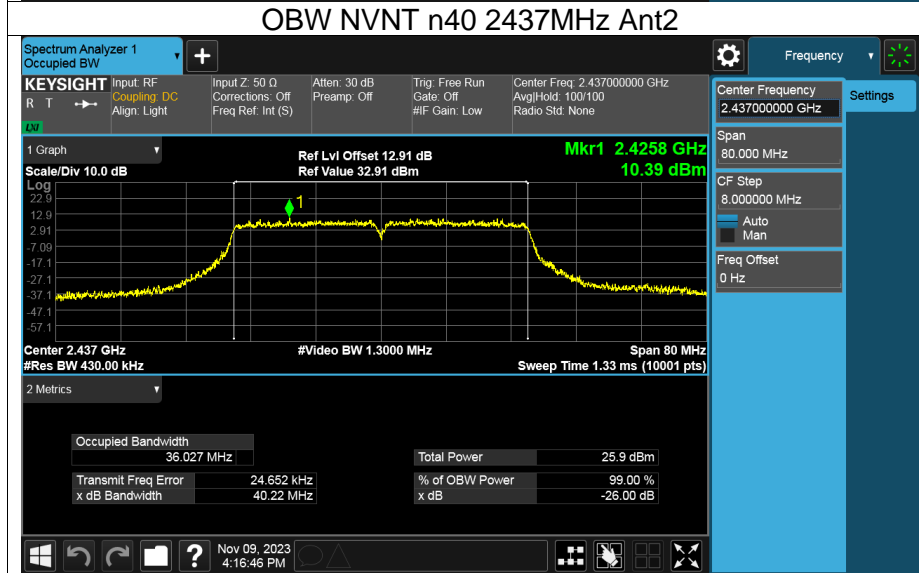 OBW NVNT n40 2437MHz Ant2
Spectrum Analyzer 1
Occupied BW
+
Frequency
KEYSIGHT
R T
LXI
Input: RF
Coupling: DC
Align: Light
Input Z: 50 Ω
Corrections: Off
Freq Ref: Int (S)
Atten: 30 dB
Preamp: Off
Trig: Free Run
Gate: Off
#IF Gain: Low
Center Freq: 2.437000000 GHz
Avg|Hold: 100/100
Radio Std: None
Center Frequency
2.437000000 GHz
Settings
Span
80.000 MHz
CF Step
8.000000 MHz
Auto
Man
Freq Offset
0 Hz
1 Graph
Scale/Div 10.0 dB
Ref Lvl Offset 12.91 dB
Ref Value 32.91 dBm
Mkr1 2.4258 GHz
10.39 dBm
Log
22.9
12.9
2.91
-7.09
-17.1
-27.1
-37.1
-47.1
-57.1
1
Center 2.437 GHz
#Res BW 430.00 kHz
#Video BW 1.3000 MHz
Span 80 MHz
Sweep Time 1.33 ms (10001 pts)
2 Metrics
Occupied Bandwidth
36.027 MHz
Transmit Freq Error 24.652 kHz
x dB Bandwidth 40.22 MHz
Total Power 25.9 dBm
% of OBW Power 99.00 %
x dB -26.00 dB
?
Nov 09, 2023
4:16:46 PM